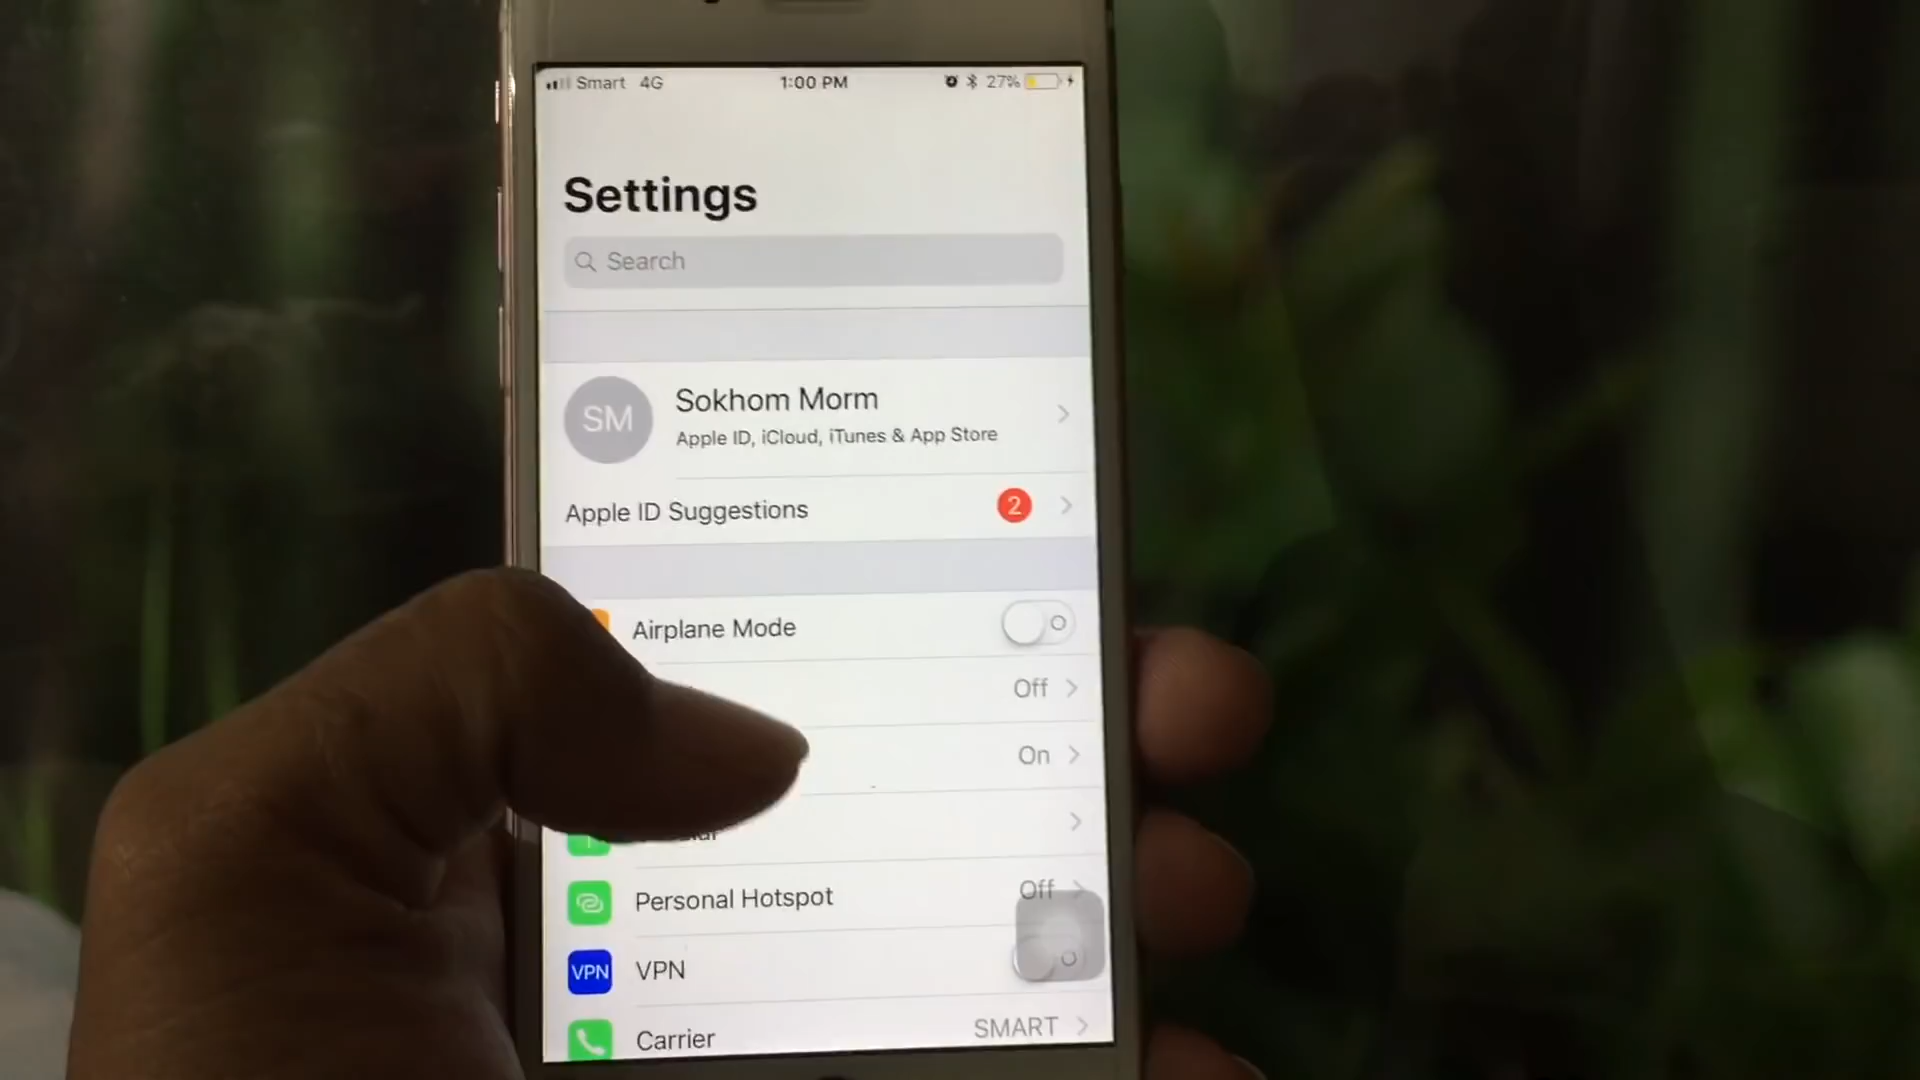 Smart 4G 1:00 PM 27%
Settings
Search
SM
Sokhom Morm
Apple ID, iCloud, iTunes & App Store
Apple ID Suggestions 2
Airplane Mode
Off
On
Personal Hotspot Off
VPN VPN
Carrier SMART